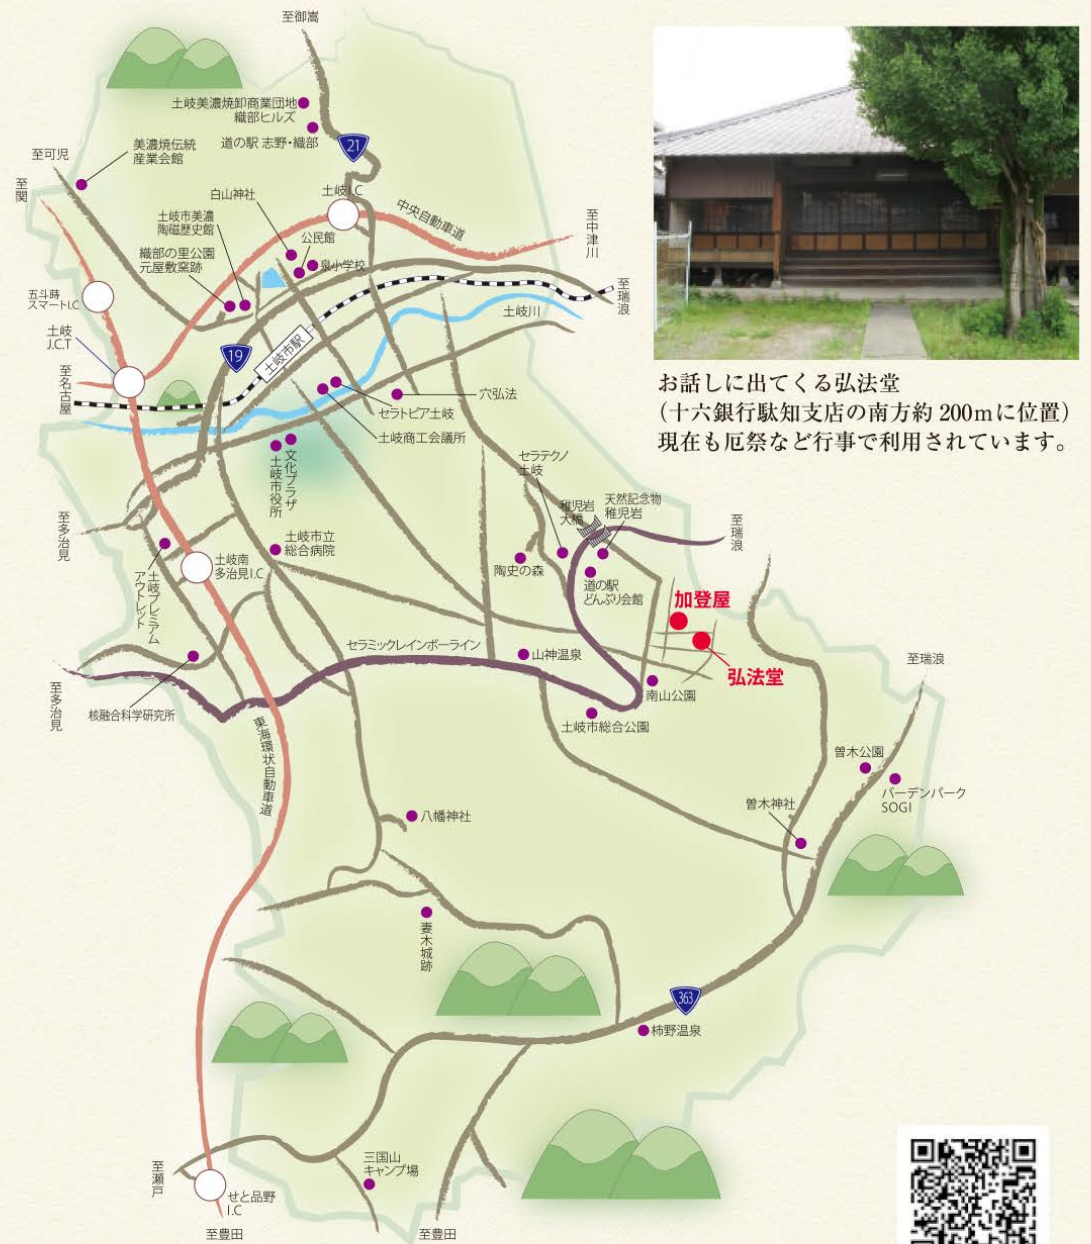 至御嵩
土岐美濃焼卸商業団地
織部ヒルズ
道の駅 志野・織部
21
美濃焼伝統
産業会館
至可児
至関
白山神社
土岐I.C
中央自動車道
至中津川
土岐市美濃
陶磁歴史館
公民館
泉小学校
織部の里公園
元屋敷窯跡
五斗蒔
スマートI.C
至瑞浪
土岐川
土岐
J.C.T
19
土岐市駅
至名古屋
穴弘法
セラトピア土岐
土岐商工会議所
文化プラザ
土岐市役所
お話しに出てくる弘法堂
(十六銀行駄知支店の南方約 200mに位置)
現在も厄祭など行事で利用されています。
セラテクノ
土岐
稚児岩
大橋
天然記念物
稚児岩
至瑞浪
至多治見
土岐市立
総合病院
土岐南
多治見I.C
土岐プレミアム
アウトレット
陶史の森
道の駅
どんぶり会館
加登屋
弘法堂
セラミックレインボーライン
山神温泉
南山公園
土岐市総合公園
至瑞浪
至多治見
核融合科学研究所
東海環状自動車道
曽木公園
バーデンパーク
SOGI
曽木神社
八幡神社
妻木城跡
363
柿野温泉
三国山
キャンプ場
至瀬戸
せと品野
I.C
至豊田
至豊田